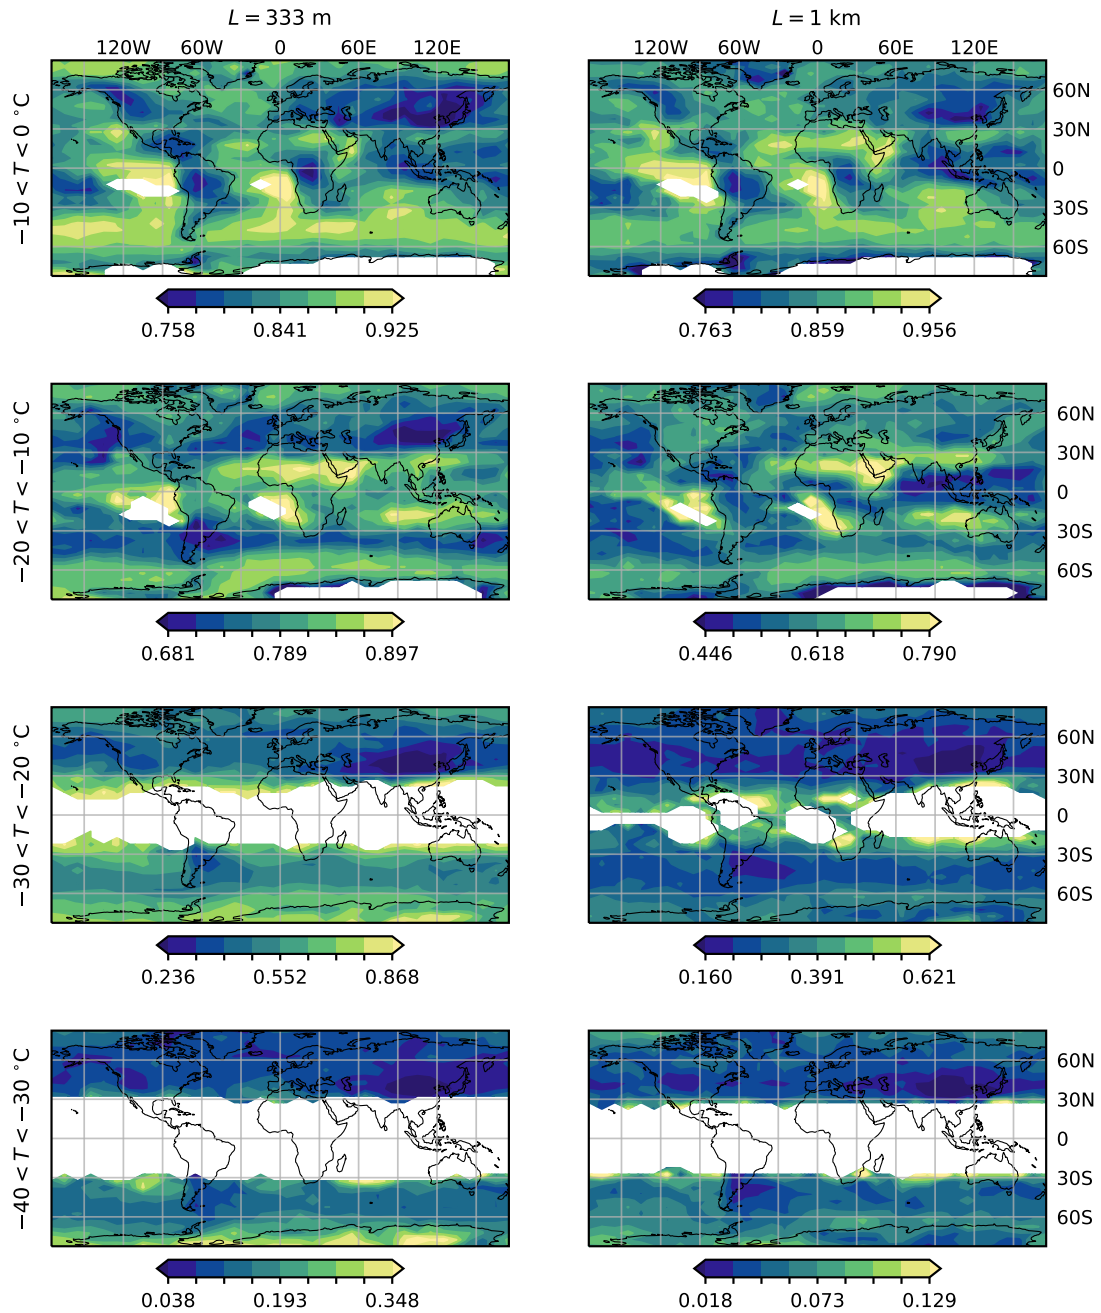 L = 333 m
L = 1 km
120W 60W 0 60E 120E
120W 60W 0 60E 120E
−10 < T < 0 °C
60N
30N
0
30S
60S
0.758 0.841 0.925
0.763 0.859 0.956
−20 < T < −10 °C
60N
30N
0
30S
60S
0.681 0.789 0.897
0.446 0.618 0.790
−30 < T < −20 °C
60N
30N
0
30S
60S
0.236 0.552 0.868
0.160 0.391 0.621
−40 < T < −30 °C
60N
30N
0
30S
60S
0.038 0.193 0.348
0.018 0.073 0.129